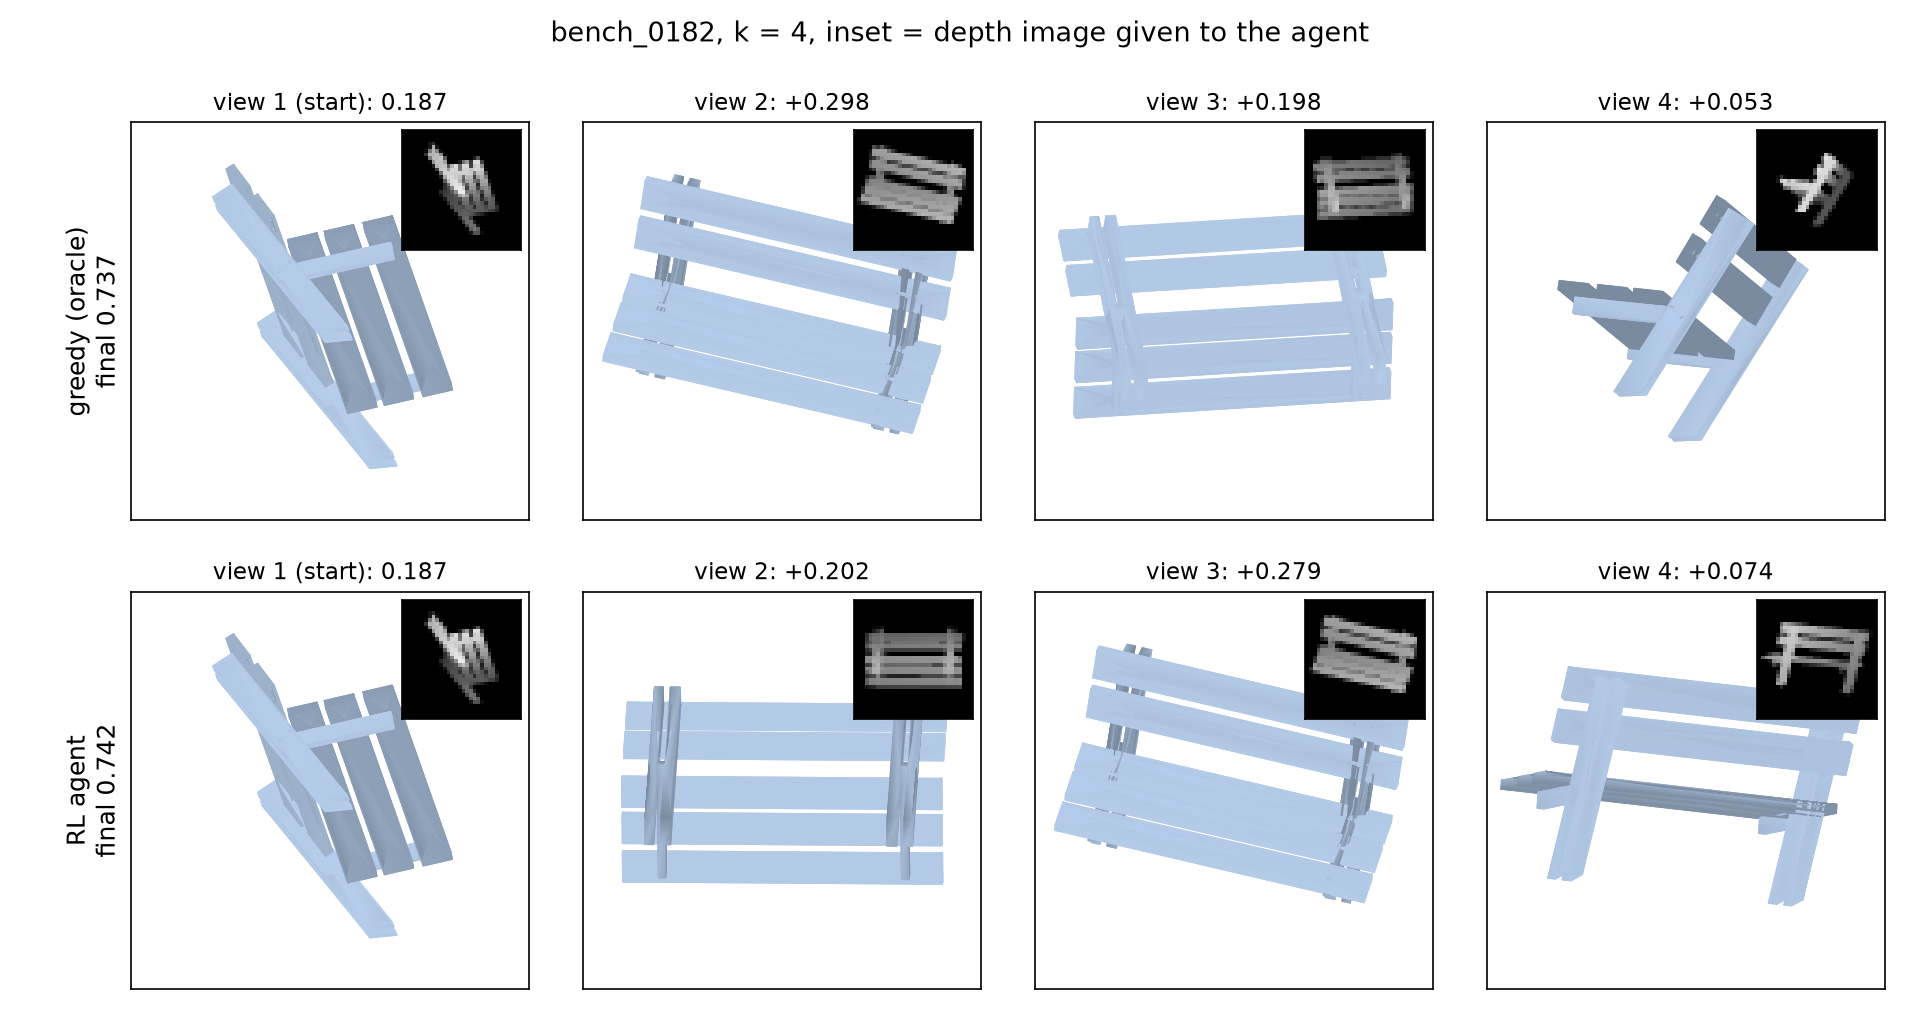 bench_0182, k = 4, inset = depth image given to the agent
view 1 (start): 0.187
view 2: +0.298
view 3: +0.198
view 4: +0.053
greedy (oracle)
final 0.737
view 1 (start): 0.187
view 2: +0.202
view 3: +0.279
view 4: +0.074
RL agent
final 0.742